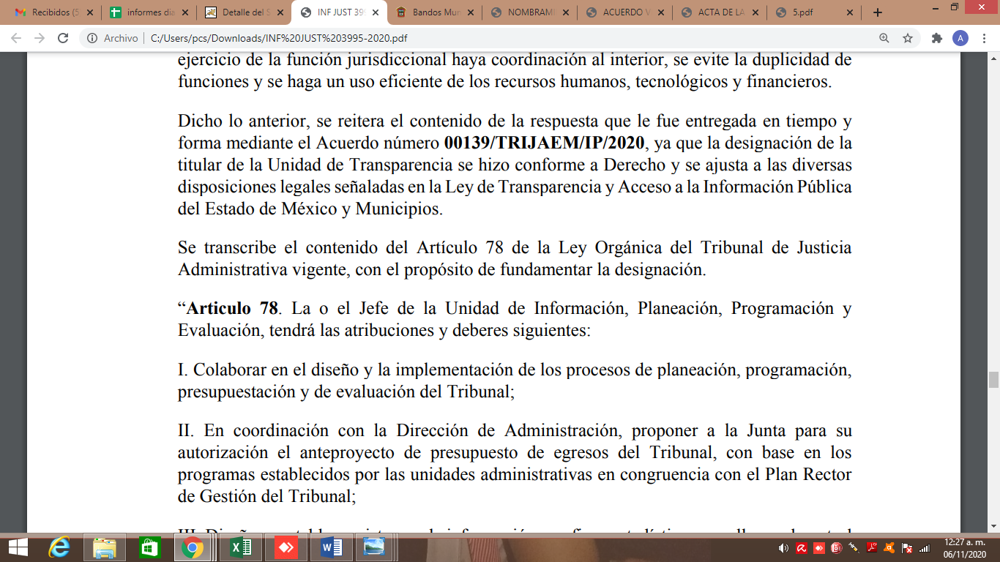 Recibidos (5
informes dia
Detalle del S
INF JUST 399
Bandos Mun
NOMBRAMI
ACUERDO V
ACTA DE LA
5.pdf
Archivo | C:/Users/pcs/Downloads/INF%20JUST%203995-2020.pdf
A
ejercicio de la función jurisdiccional haya coordinación al interior, se evite la duplicidad de
funciones y se haga un uso eficiente de los recursos humanos, tecnológicos y financieros.
Dicho lo anterior, se reitera el contenido de la respuesta que le fue entregada en tiempo y
forma mediante el Acuerdo número 00139/TRIJAEM/IP/2020, ya que la designación de la
titular de la Unidad de Transparencia se hizo conforme a Derecho y se ajusta a las diversas
disposiciones legales señaladas en la Ley de Transparencia y Acceso a la Información Pública
del Estado de México y Municipios.
Se transcribe el contenido del Artículo 78 de la Ley Orgánica del Tribunal de Justicia
Administrativa vigente, con el propósito de fundamentar la designación.
“Articulo 78. La o el Jefe de la Unidad de Información, Planeación, Programación y
Evaluación, tendrá las atribuciones y deberes siguientes:
I. Colaborar en el diseño y la implementación de los procesos de planeación, programación,
presupuestación y de evaluación del Tribunal;
II. En coordinación con la Dirección de Administración, proponer a la Junta para su
autorización el anteproyecto de presupuesto de egresos del Tribunal, con base en los
programas establecidos por las unidades administrativas en congruencia con el Plan Rector
de Gestión del Tribunal;
12:27 a. m.
06/11/2020